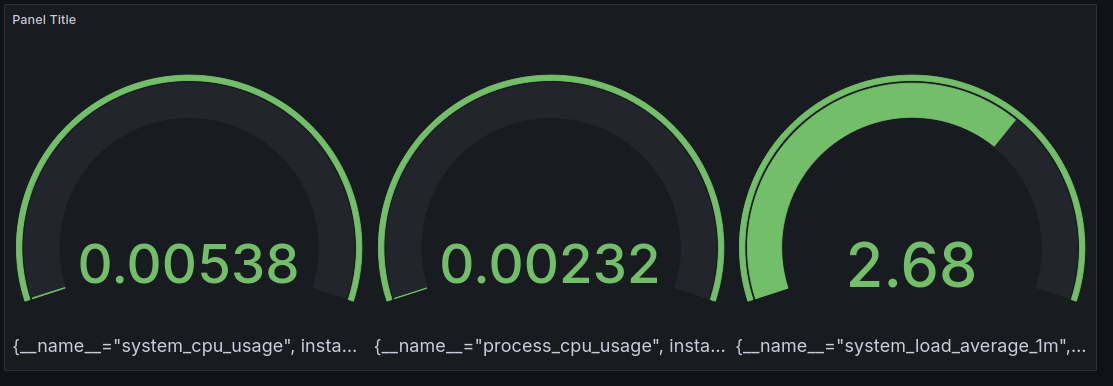 Panel Title
0.00538
0.00232
2.68
{__name__="system_cpu_usage", insta...
{__name__="process_cpu_usage", insta...
{__name__="system_load_average_1m",...